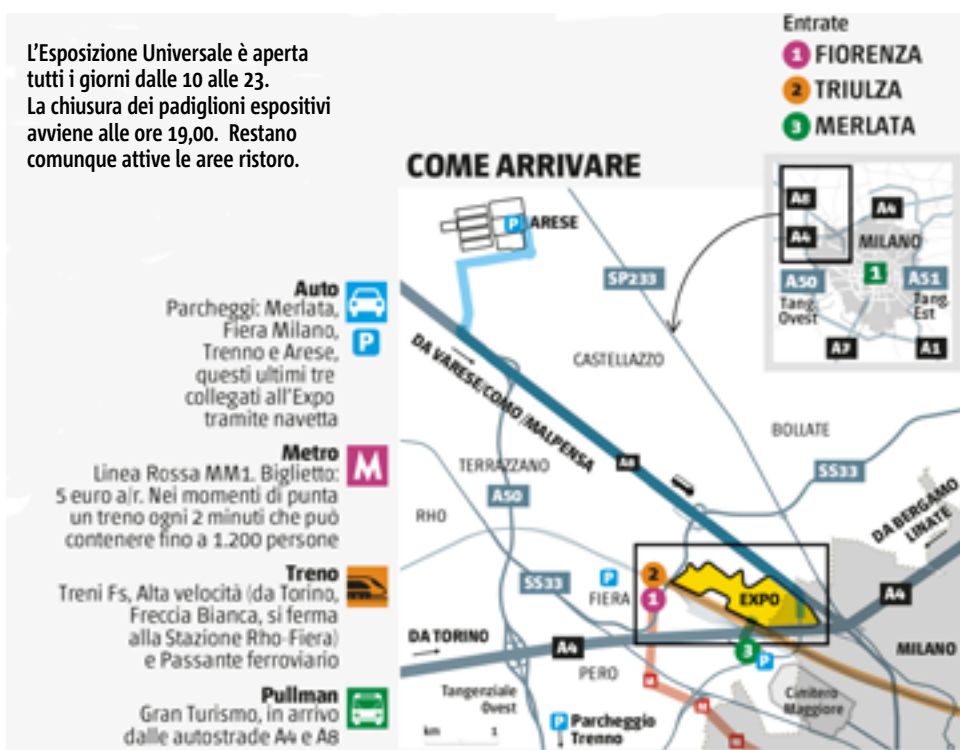 L'Esposizione Universale è aperta
tutti i giorni dalle 10 alle 23.
La chiusura dei padiglioni espositivi
avviene alle ore 19,00. Restano
comunque attive le aree ristoro.
Entrate
1 FIORENZA
2 TRIULZA
3 MERLATA
COME ARRIVARE
A8
A4
A4
MILANO
1
A50
Tang.
Ovest
A51
Tang.
Est
A7
A1
P ARESE
SP233
CASTELLAZZO
DA VARESE/COMO/MALPENSA
A8
BOLLATE
TERRAZZANO
A50
SS33
RHO
DA BERGAMO
LINATE
SS33
P
FIERA
2
1
EXPO
A4
DA TORINO
A4
3
P
MILANO
PERO
M
M
M
Cimitero
Maggiore
Tangenziale
Ovest
km 1
P Parcheggio
Trenno
Auto
Parcheggi: Merlata,
Fiera Milano,
Trenno e Arese,
questi ultimi tre
collegati all'Expo
tramite navetta
P
Metro
M
Linea Rossa MM1. Biglietto:
5 euro a/r. Nei momenti di punta
un treno ogni 2 minuti che può
contenere fino a 1.200 persone
Treno
Treni Fs, Alta velocità (da Torino,
Freccia Bianca, si ferma
alla Stazione Rho-Fiera)
e Passante ferroviario
Pullman
Gran Turismo, in arrivo
dalle autostrade A4 e A8